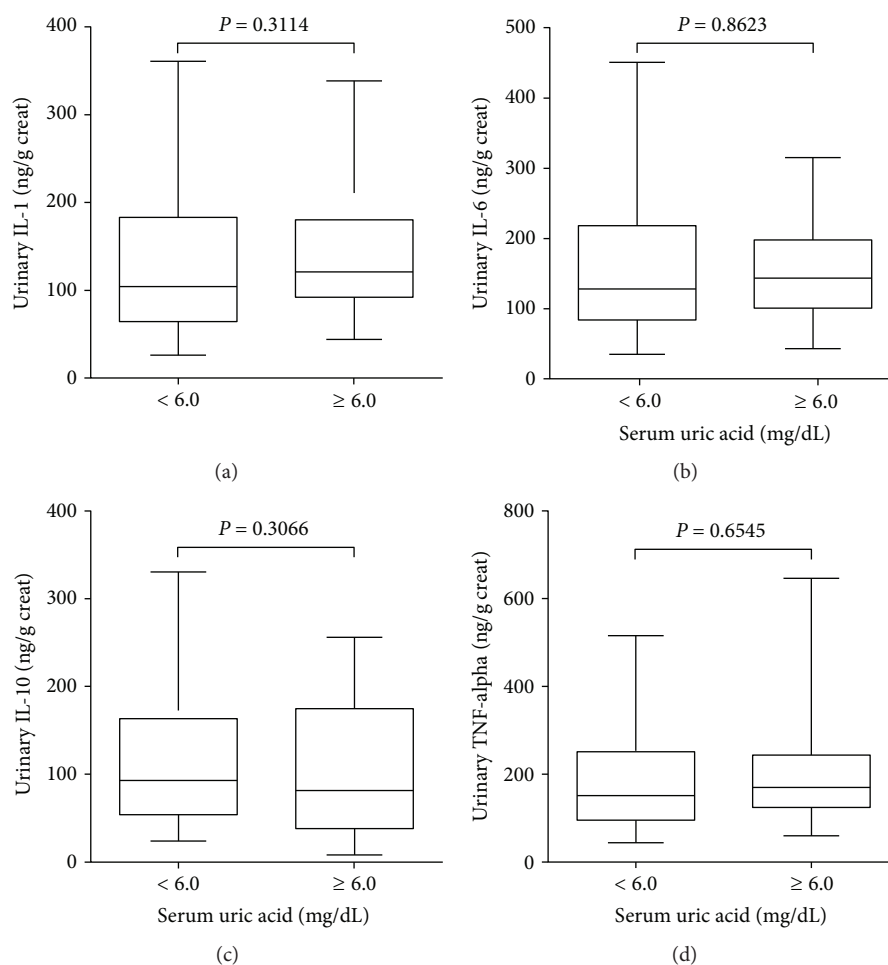 400
300
200
100
0
Urinary IL-1 (ng/g creat)
P = 0.3114
< 6.0
≥ 6.0
(a)
500
400
300
200
100
0
Urinary IL-6 (ng/g creat)
P = 0.8623
< 6.0
≥ 6.0
Serum uric acid (mg/dL)
(b)
400
300
200
100
0
Urinary IL-10 (ng/g creat)
P = 0.3066
< 6.0
≥ 6.0
Serum uric acid (mg/dL)
(c)
800
600
400
200
0
Urinary TNF-alpha (ng/g creat)
P = 0.6545
< 6.0
≥ 6.0
Serum uric acid (mg/dL)
(d)